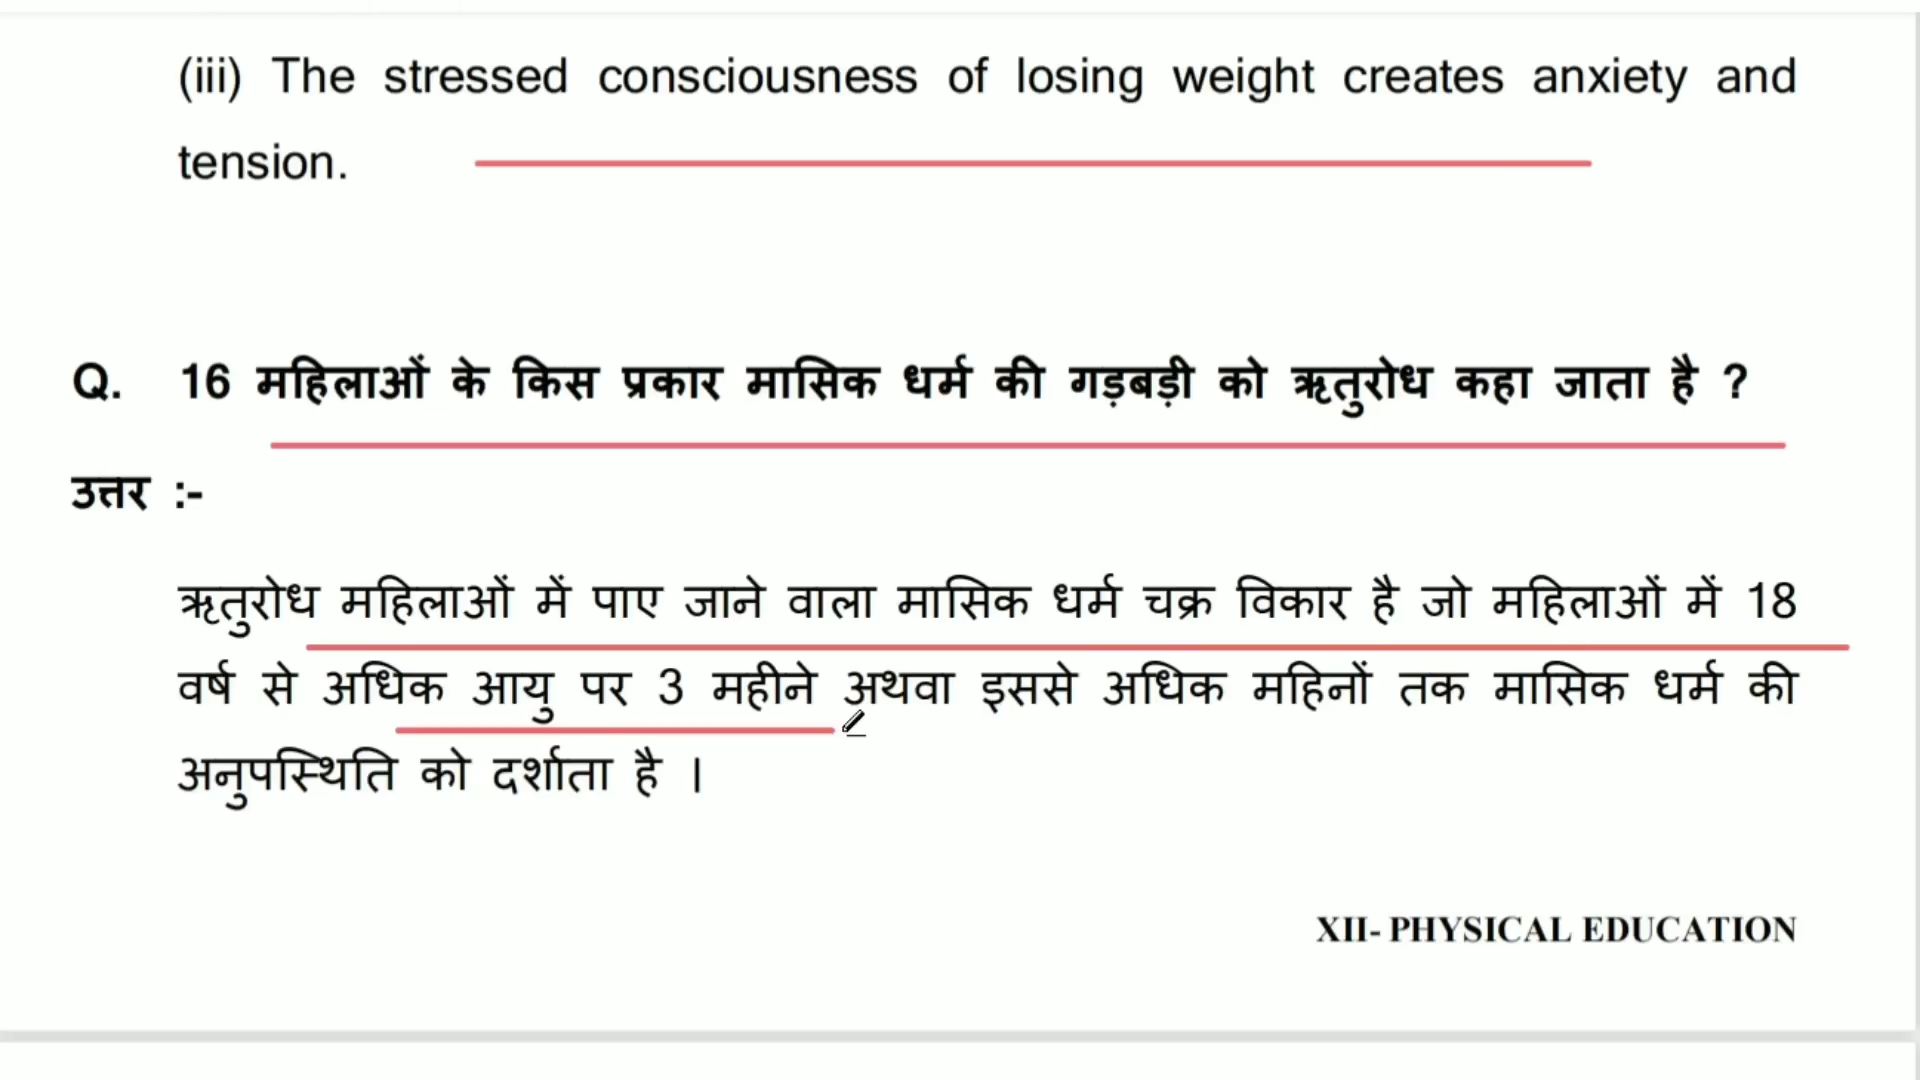 (iii) The stressed consciousness of losing weight creates anxiety and
tension.
Q. 16 महिलाओं के किस प्रकार मासिक धर्म की गड़बड़ी को ऋतुरोध कहा जाता है ?
उत्तर :-
ऋतुरोध महिलाओं में पाए जाने वाला मासिक धर्म चक्र विकार है जो महिलाओं में 18
वर्ष से अधिक आयु पर 3 महीने अथवा इससे अधिक महिनों तक मासिक धर्म की
अनुपस्थिति को दर्शाता है ।
XII- PHYSICAL EDUCATION